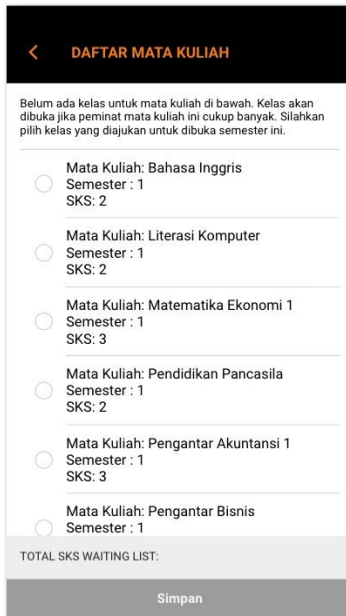 DAFTAR MATA KULIAH
Belum ada kelas untuk mata kuliah di bawah. Kelas akan
dibuka jika peminat mata kuliah ini cukup banyak. Silahkan
pilih kelas yang diajukan untuk dibuka semester ini.
Mata Kuliah: Bahasa Inggris
Semester : 1
SKS: 2
Mata Kuliah: Literasi Komputer
Semester : 1
SKS: 2
Mata Kuliah: Matematika Ekonomi 1
Semester : 1
SKS: 3
Mata Kuliah: Pendidikan Pancasila
Semester : 1
SKS: 2
Mata Kuliah: Pengantar Akuntansi 1
Semester : 1
SKS: 3
Mata Kuliah: Pengantar Bisnis
Semester : 1
TOTAL SKS WAITING LIST:
Simpan